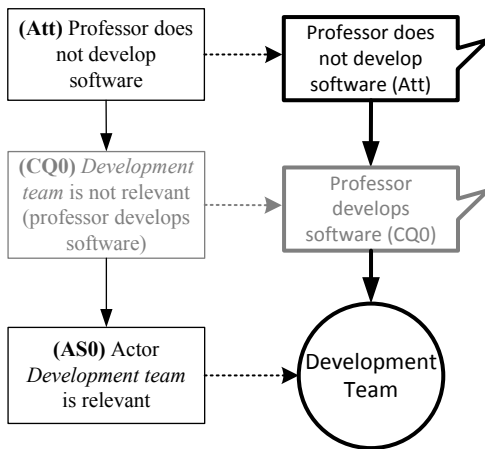 (Att) Professor does
not develop
software
Professor does
not develop
software (Att)
(CQ0) Development
team is not relevant
(professor develops
software)
Professor
develops
software (CQ0)
(AS0) Actor
Development team
is relevant
Development
Team